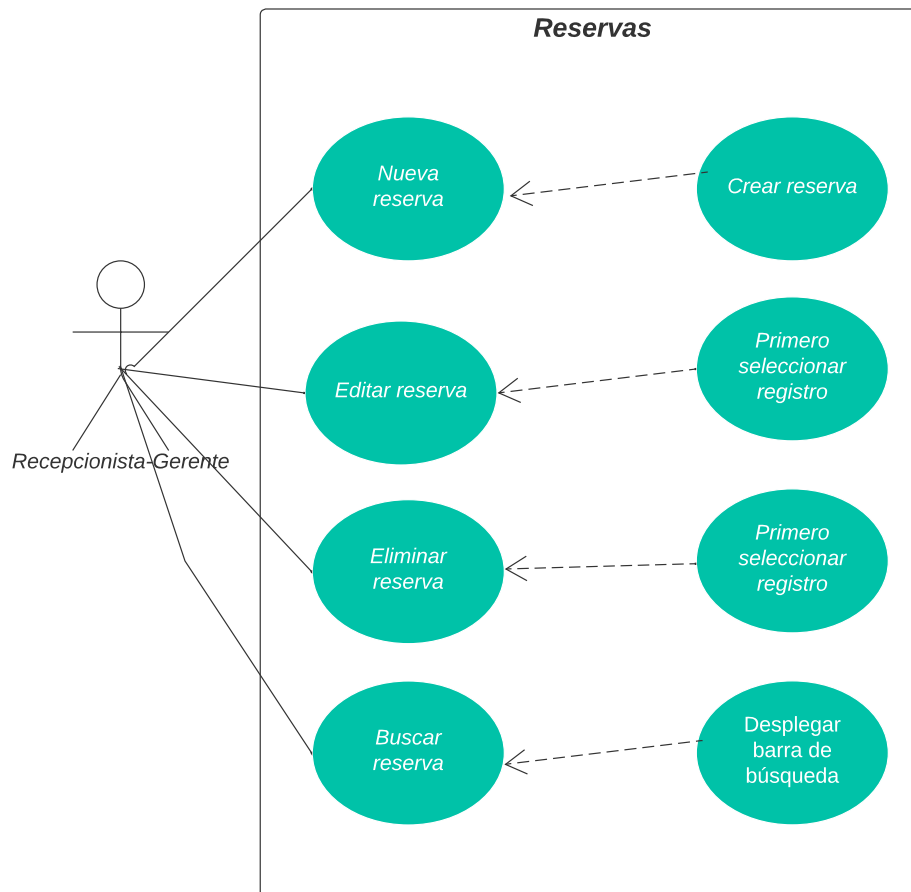 Reservas
Nueva
reserva
Crear reserva
Primero
seleccionar
registro
Editar reserva
Recepcionista-Gerente
Eliminar
reserva
Primero
seleccionar
registro
Buscar
reserva
Desplegar
barra de
búsqueda